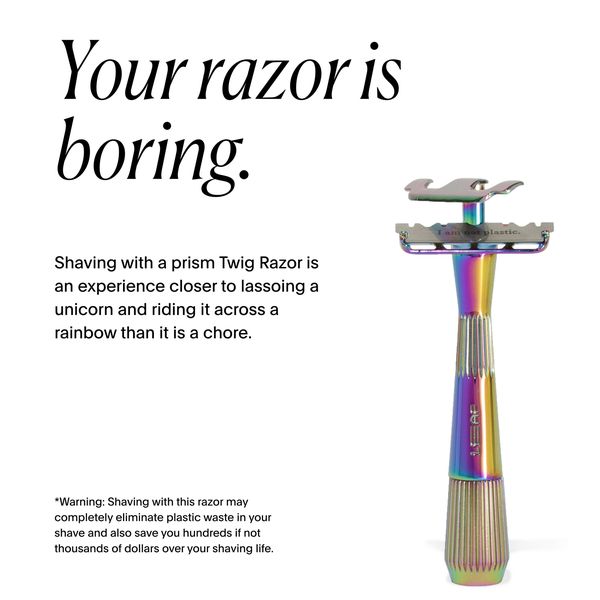 Your razor is
boring.
I am not plastic.
Shaving with a prism Twig Razor is
an experience closer to lassoing a
unicorn and riding it across a
rainbow than it is a chore.
LEAF
*Warning: Shaving with this razor may
completely eliminate plastic waste in your
shave and also save you hundreds if not
thousands of dollars over your shaving life.